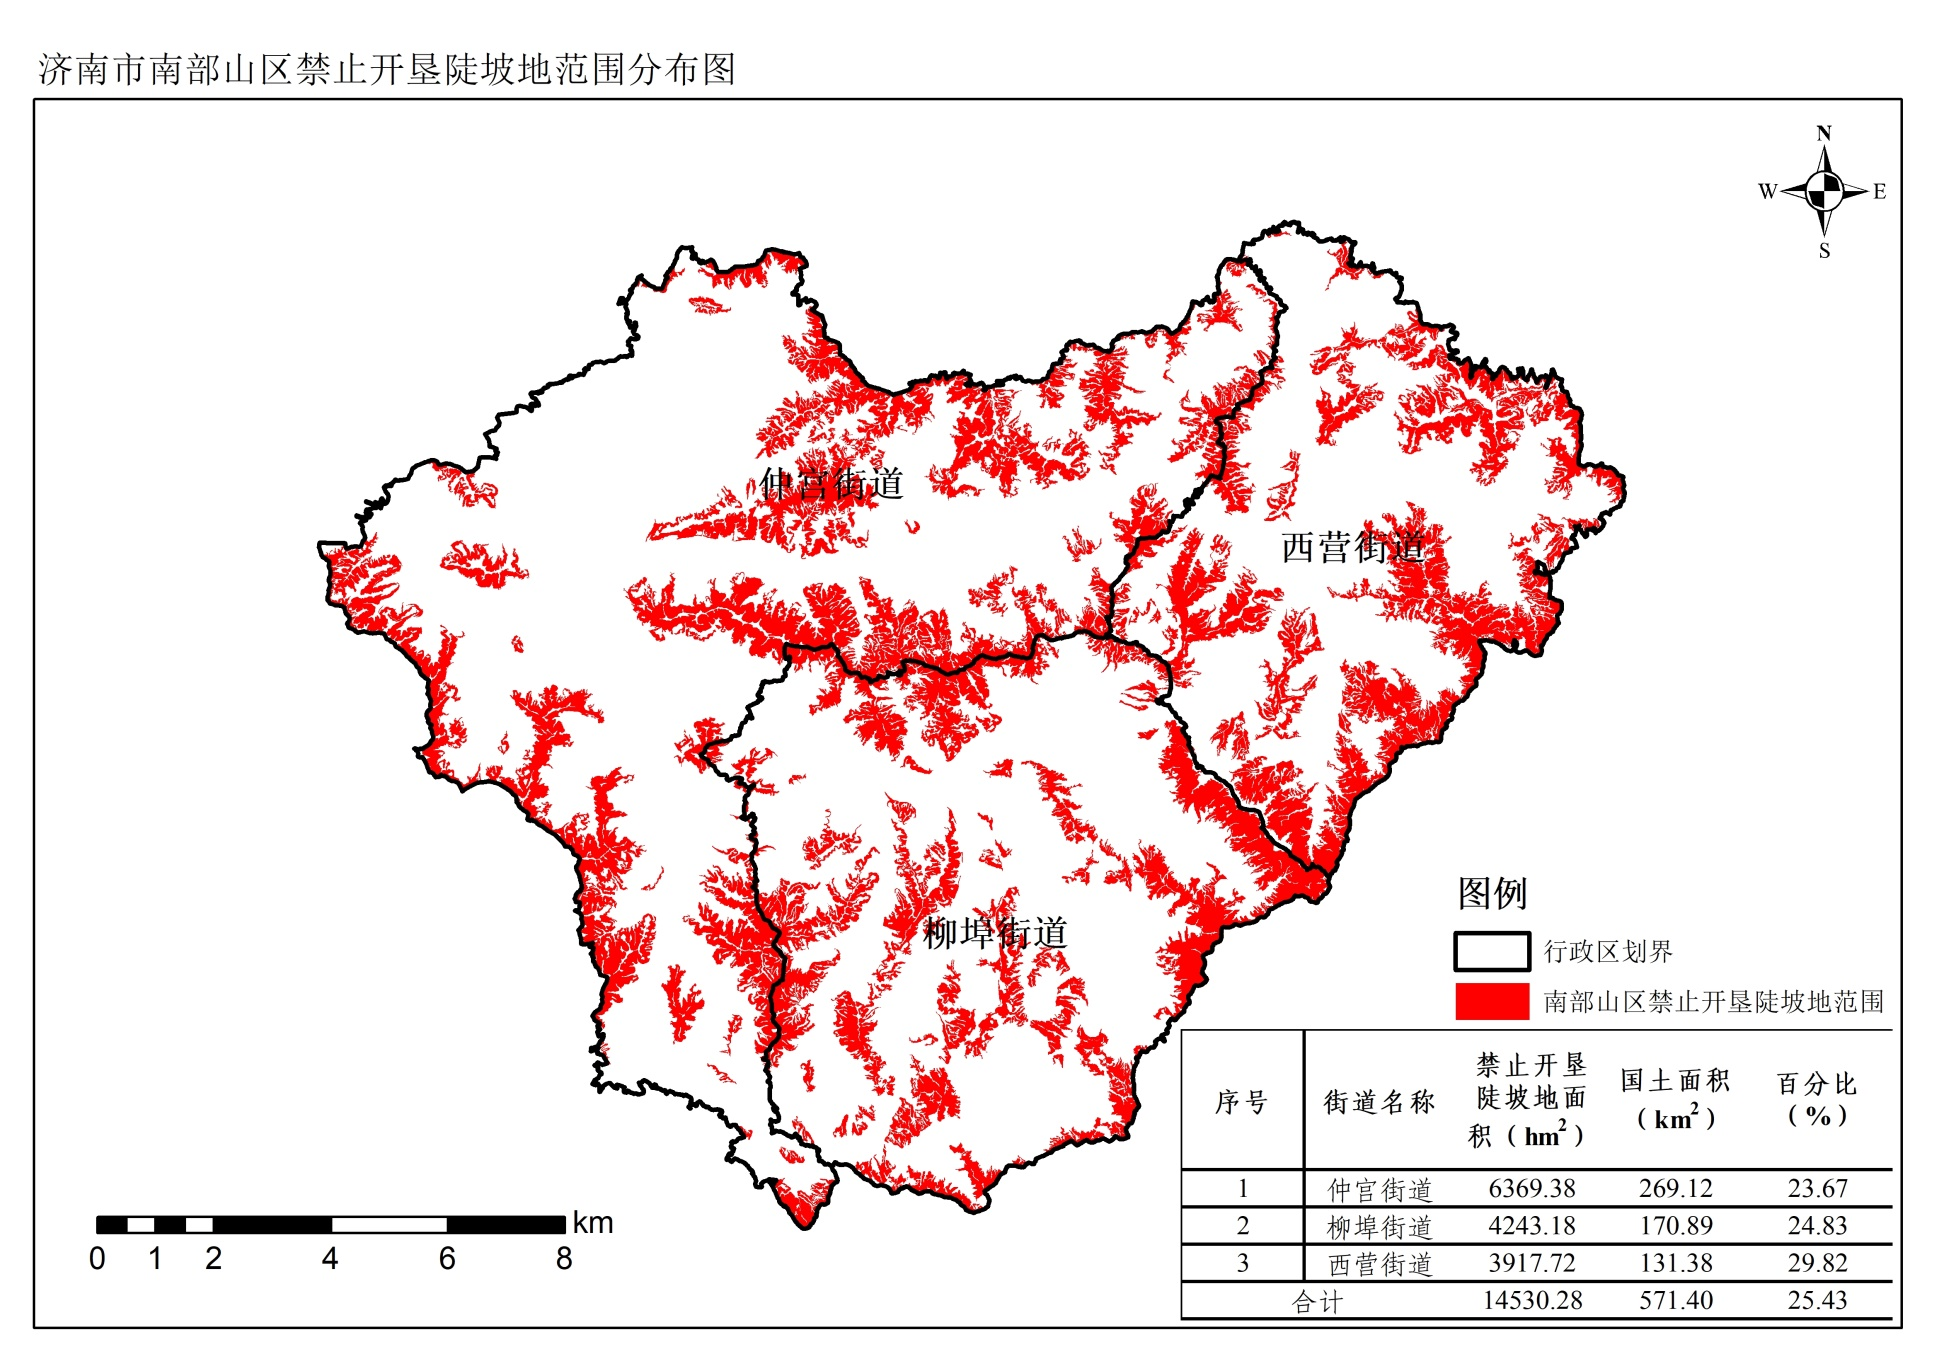 济南市南部山区禁止开垦陡坡地范围分布图
N
W E
S
仲宫街道
西营街道
柳埠街道
图例
行政区划界
南部山区禁止开垦陡坡地范围
序号 街道名称 禁止开垦陡坡地面积（hm²） 国土面积（km²） 百分比（%）
1 仲宫街道 6369.38 269.12 23.67
2 柳埠街道 4243.18 170.89 24.83
3 西营街道 3917.72 131.38 29.82
合计 14530.28 571.40 25.43
km
0 1 2 4 6 8